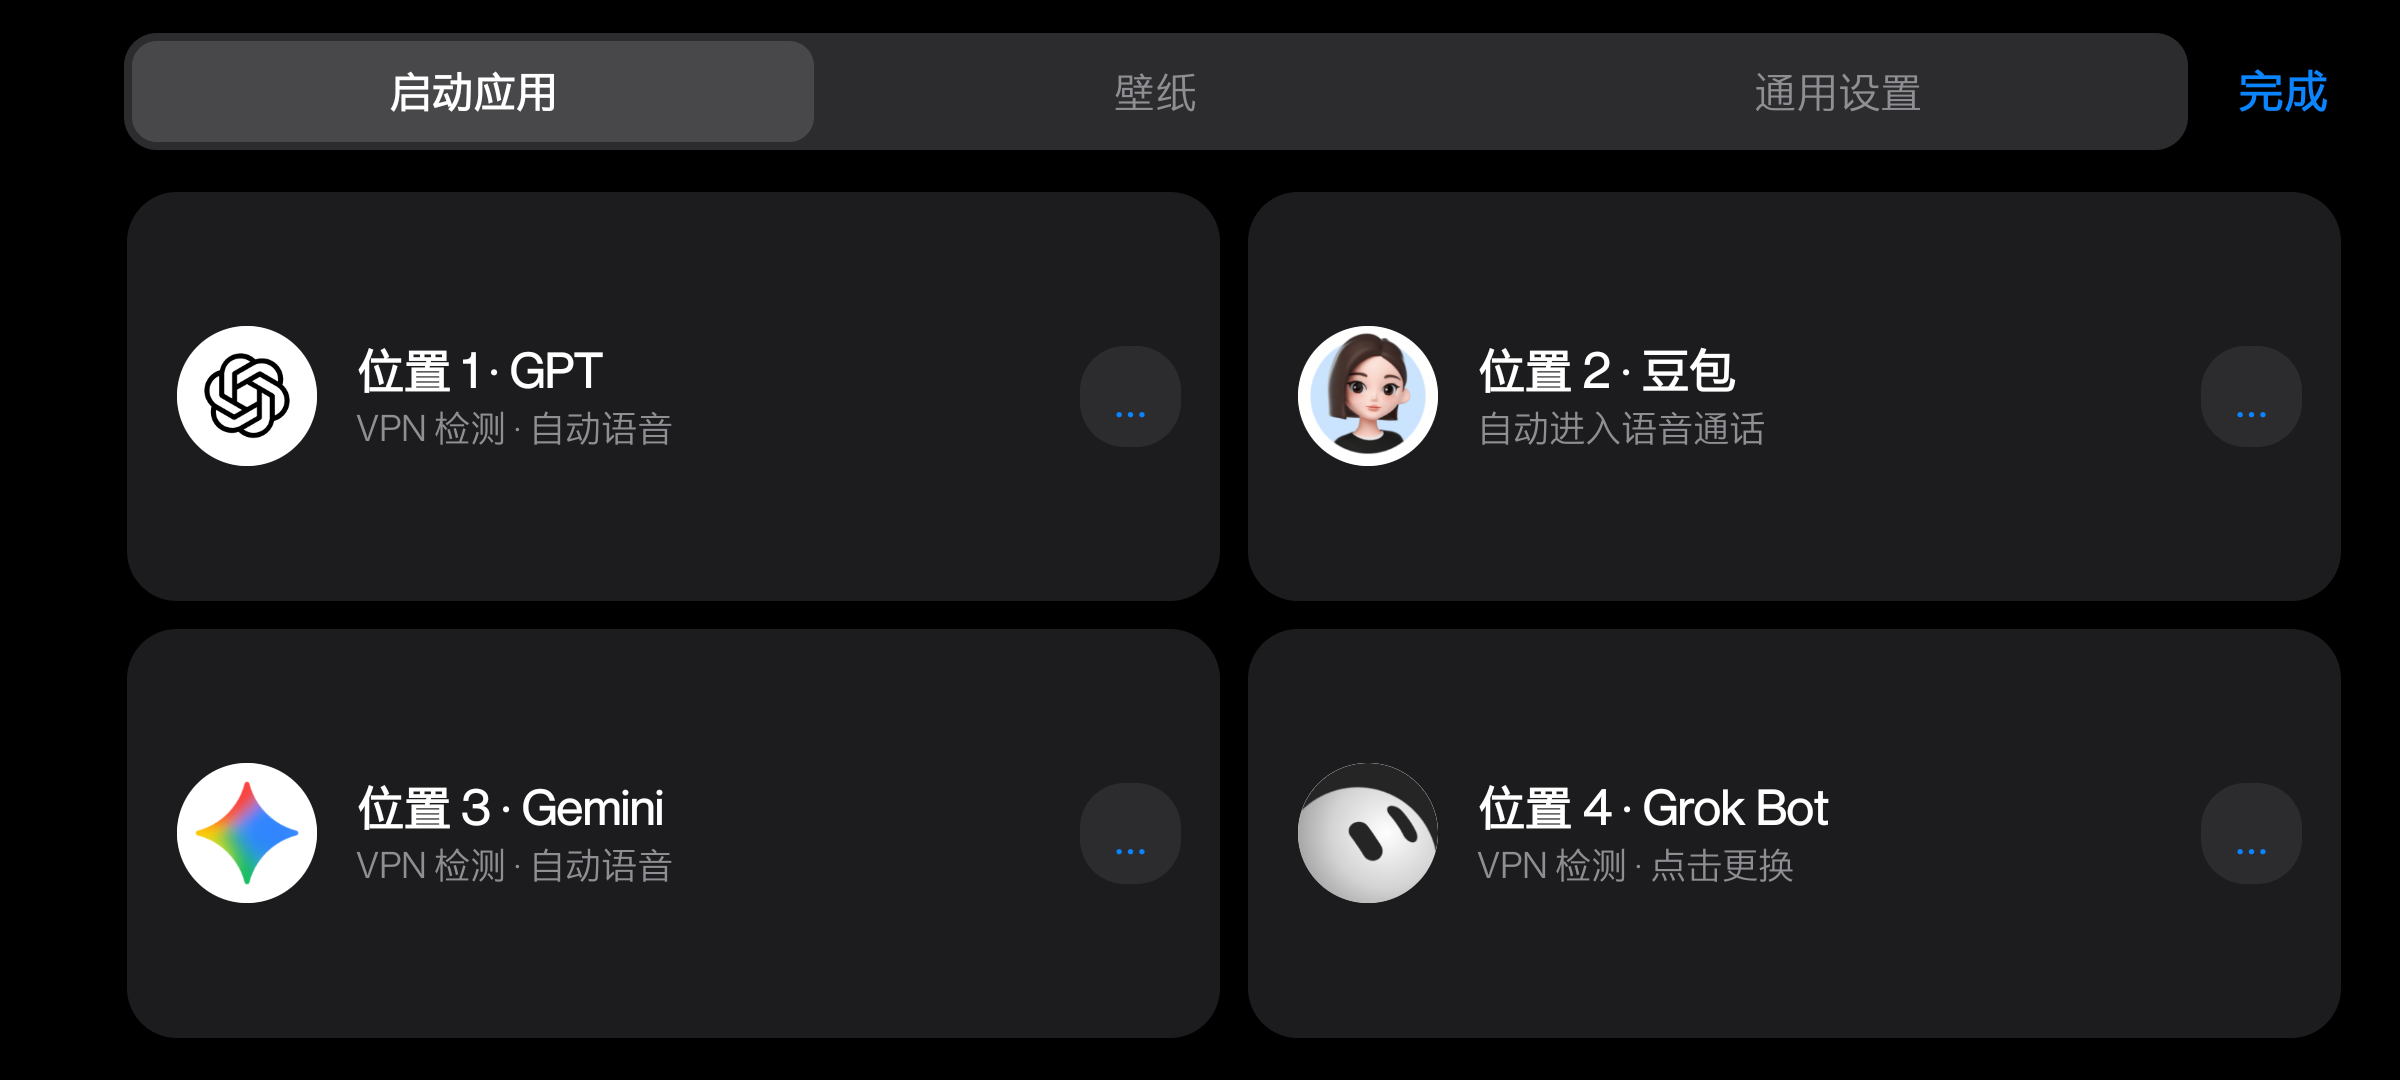 启动应用
壁纸
通用设置
完成
位置 1 · GPT
VPN 检测 · 自动语音
...
位置 2 · 豆包
自动进入语音通话
...
位置 3 · Gemini
VPN 检测 · 自动语音
...
位置 4 · Grok Bot
VPN 检测 · 点击更换
...